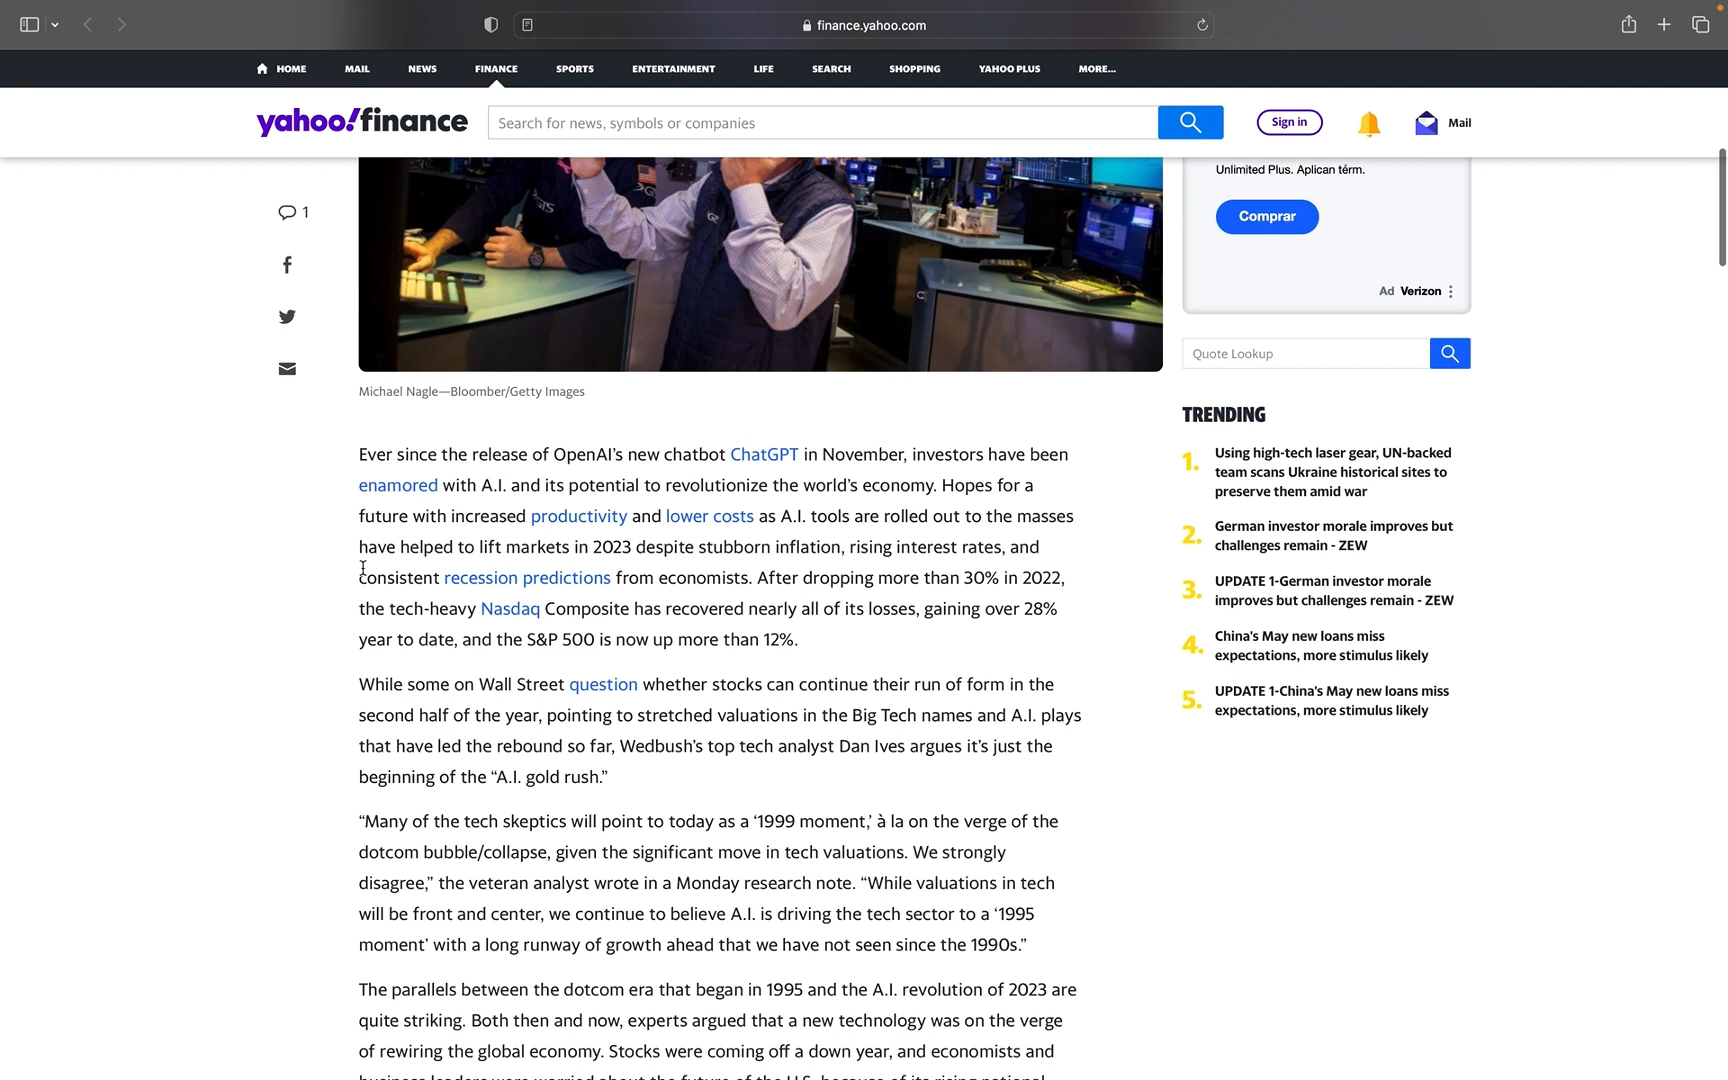 finance.yahoo.com
HOME MAIL NEWS FINANCE SPORTS ENTERTAINMENT LIFE SEARCH SHOPPING YAHOO PLUS MORE...
yahoo!finance
Search for news, symbols or companies
Sign in
Mail
Unlimited Plus. Aplican térm.
Comprar
Ad Verizon
1
Quote Lookup
Michael Nagle—Bloomber/Getty Images
Ever since the release of OpenAI’s new chatbot ChatGPT in November, investors have been
enamored with A.I. and its potential to revolutionize the world’s economy. Hopes for a
future with increased productivity and lower costs as A.I. tools are rolled out to the masses
have helped to lift markets in 2023 despite stubborn inflation, rising interest rates, and
consistent recession predictions from economists. After dropping more than 30% in 2022,
the tech-heavy Nasdaq Composite has recovered nearly all of its losses, gaining over 28%
year to date, and the S&P 500 is now up more than 12%.
While some on Wall Street question whether stocks can continue their run of form in the
second half of the year, pointing to stretched valuations in the Big Tech names and A.I. plays
that have led the rebound so far, Wedbush’s top tech analyst Dan Ives argues it’s just the
beginning of the “A.I. gold rush.”
“Many of the tech skeptics will point to today as a ‘1999 moment,’ à la on the verge of the
dotcom bubble/collapse, given the significant move in tech valuations. We strongly
disagree,” the veteran analyst wrote in a Monday research note. “While valuations in tech
will be front and center, we continue to believe A.I. is driving the tech sector to a ‘1995
moment’ with a long runway of growth ahead that we have not seen since the 1990s.”
The parallels between the dotcom era that began in 1995 and the A.I. revolution of 2023 are
quite striking. Both then and now, experts argued that a new technology was on the verge
of rewiring the global economy. Stocks were coming off a down year, and economists and
TRENDING
1. Using high-tech laser gear, UN-backed
team scans Ukraine historical sites to
preserve them amid war
2. German investor morale improves but
challenges remain - ZEW
3. UPDATE 1-German investor morale
improves but challenges remain - ZEW
4. China's May new loans miss
expectations, more stimulus likely
5. UPDATE 1-China's May new loans miss
expectations, more stimulus likely